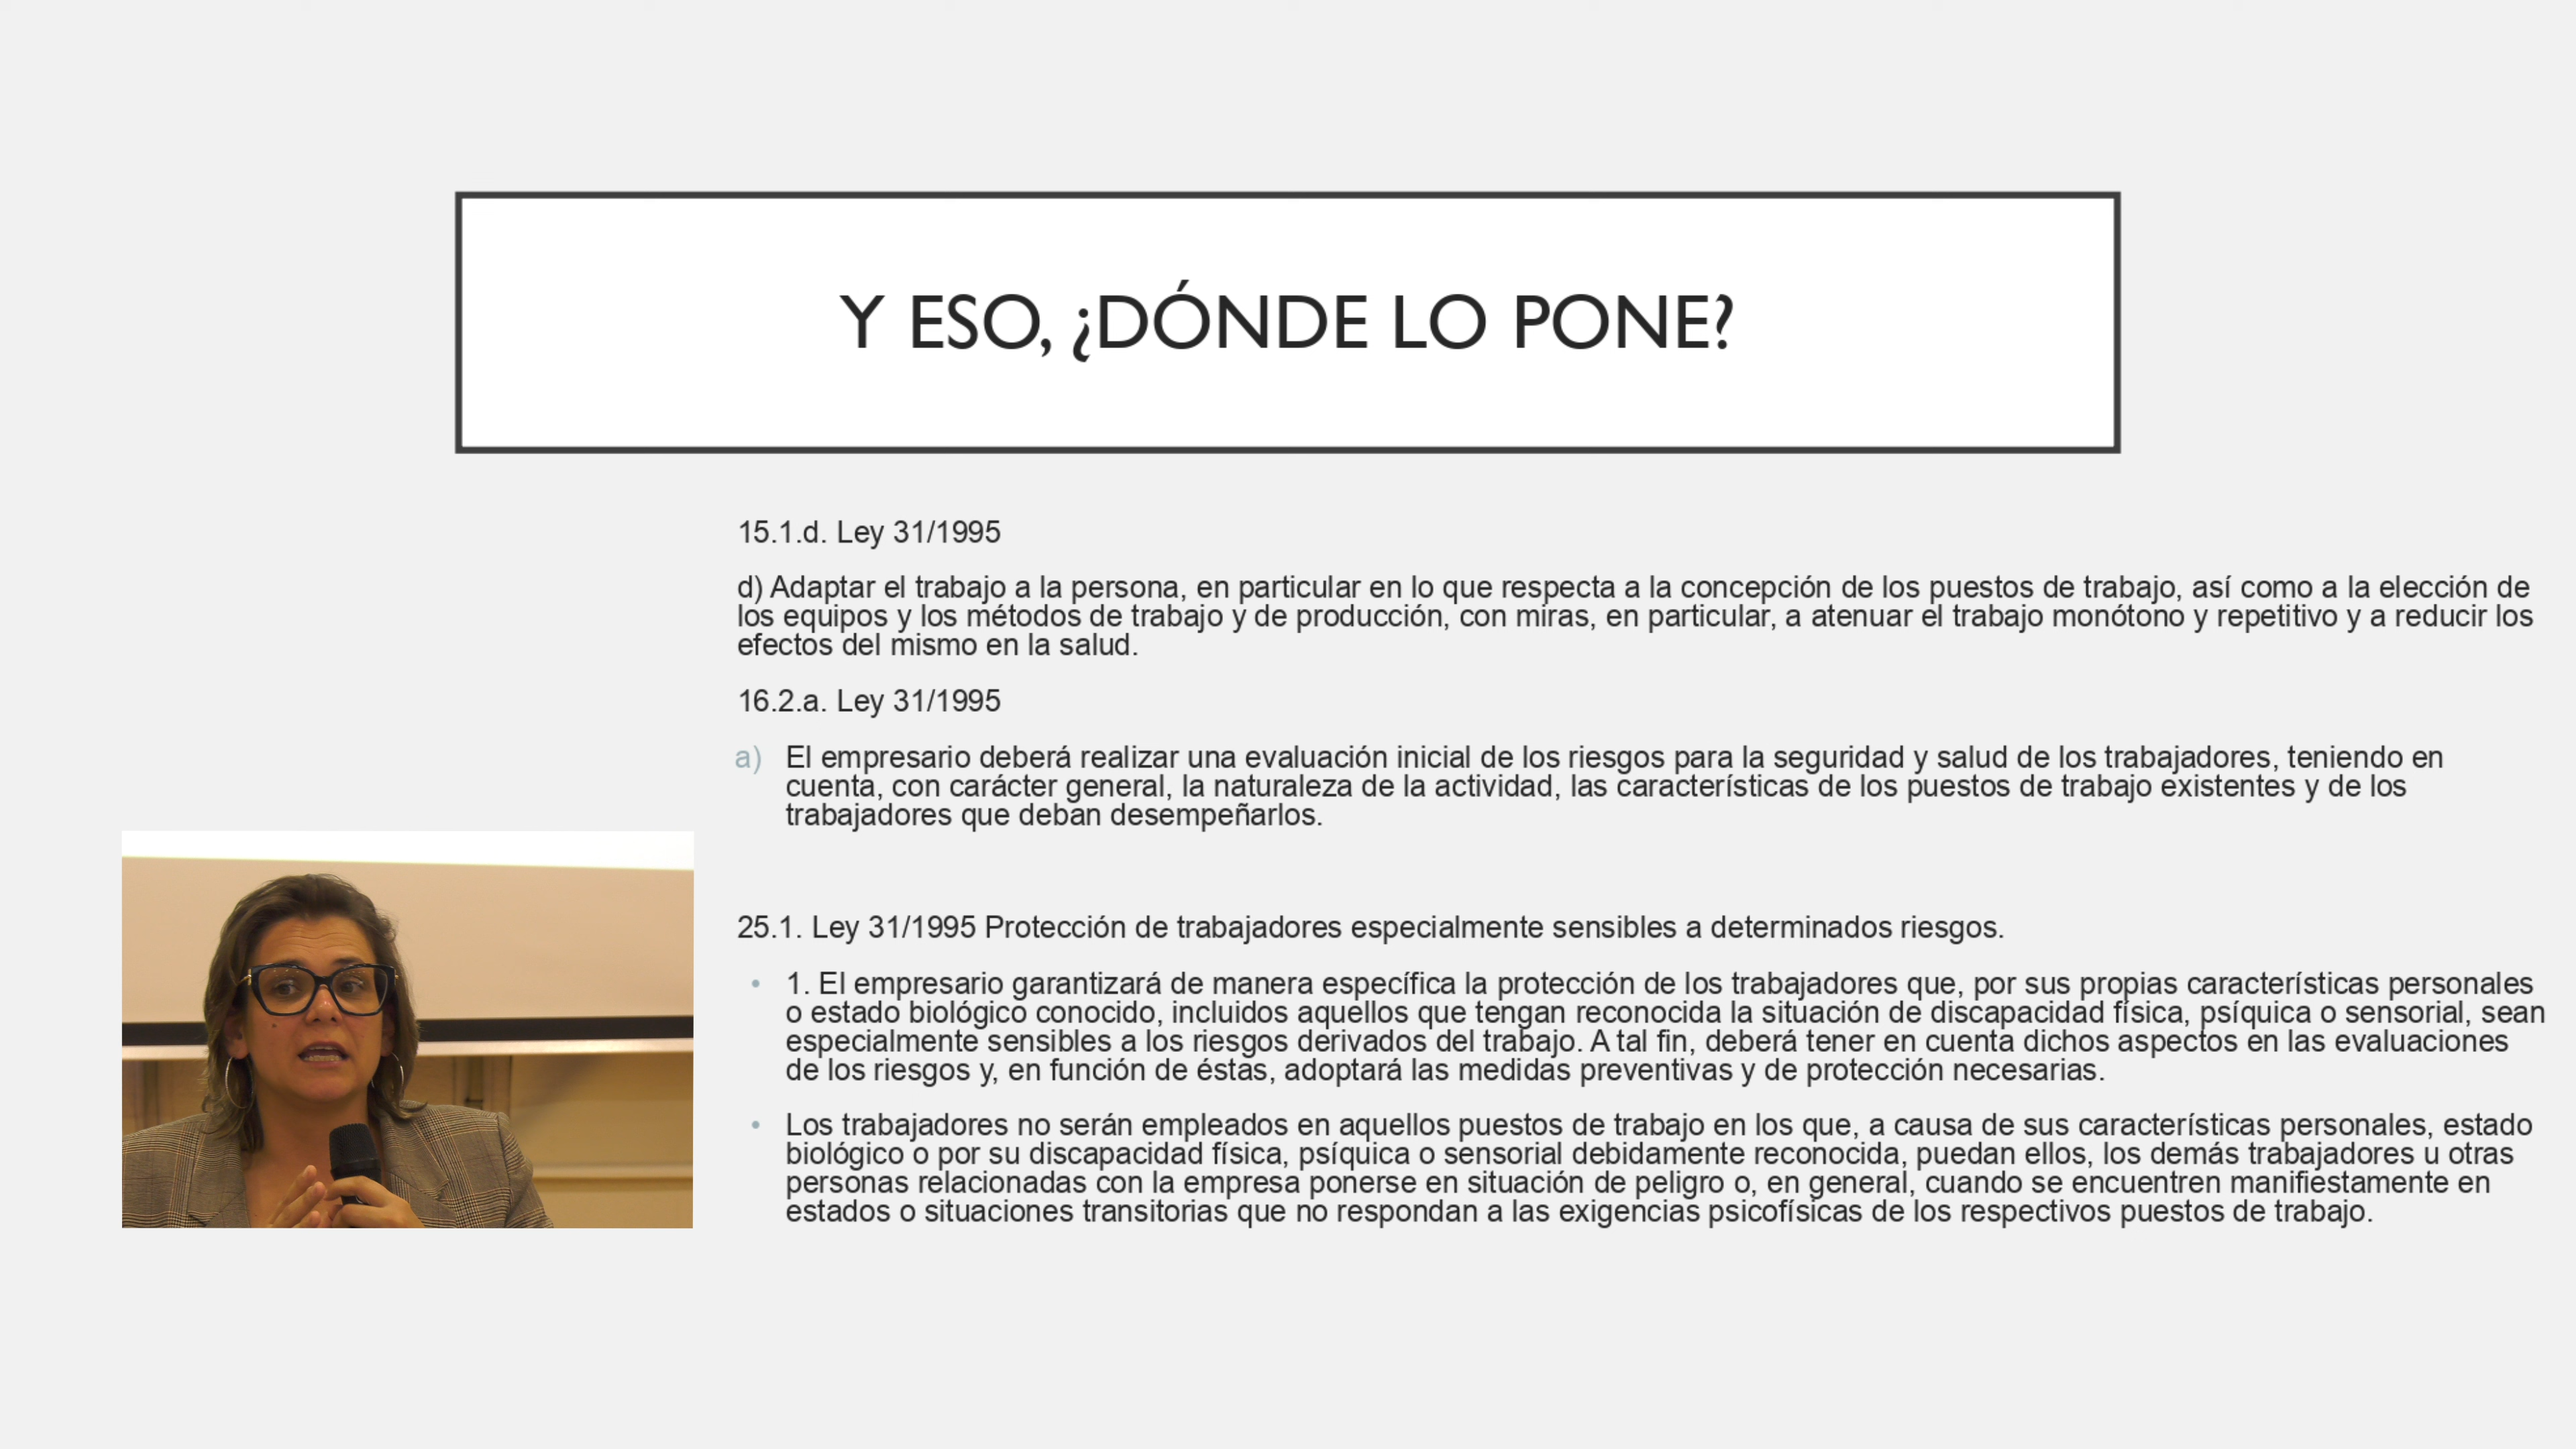 Y ESO, ¿DÓNDE LO PONE?
15.1.d. Ley 31/1995
d) Adaptar el trabajo a la persona, en particular en lo que respecta a la concepción de los puestos de trabajo, así como a la elección de
los equipos y los métodos de trabajo y de producción, con miras, en particular, a atenuar el trabajo monótono y repetitivo y a reducir los
efectos del mismo en la salud.
16.2.a. Ley 31/1995
a) El empresario deberá realizar una evaluación inicial de los riesgos para la seguridad y salud de los trabajadores, teniendo en
cuenta, con carácter general, la naturaleza de la actividad, las características de los puestos de trabajo existentes y de los
trabajadores que deban desempeñarlos.
25.1. Ley 31/1995 Protección de trabajadores especialmente sensibles a determinados riesgos.
• 1. El empresario garantizará de manera específica la protección de los trabajadores que, por sus propias características personales
o estado biológico conocido, incluidos aquellos que tengan reconocida la situación de discapacidad física, psíquica o sensorial, sean
especialmente sensibles a los riesgos derivados del trabajo. A tal fin, deberá tener en cuenta dichos aspectos en las evaluaciones
de los riesgos y, en función de éstas, adoptará las medidas preventivas y de protección necesarias.
• Los trabajadores no serán empleados en aquellos puestos de trabajo en los que, a causa de sus características personales, estado
biológico o por su discapacidad física, psíquica o sensorial debidamente reconocida, puedan ellos, los demás trabajadores u otras
personas relacionadas con la empresa ponerse en situación de peligro o, en general, cuando se encuentren manifiestamente en
estados o situaciones transitorias que no respondan a las exigencias psicofísicas de los respectivos puestos de trabajo.